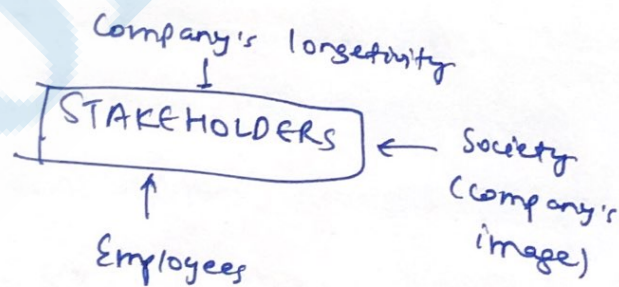 Company's longetivity
STAKEHOLDERS
Society
(company's
image)
Employees